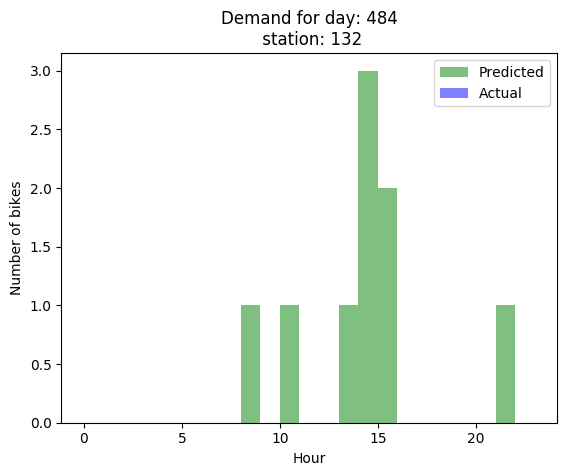 Demand for day: 484
station: 132
Predicted
Actual
3.0
2.5
2.0
1.5
1.0
0.5
0.0
Number of bikes
0
5
10
15
20
Hour